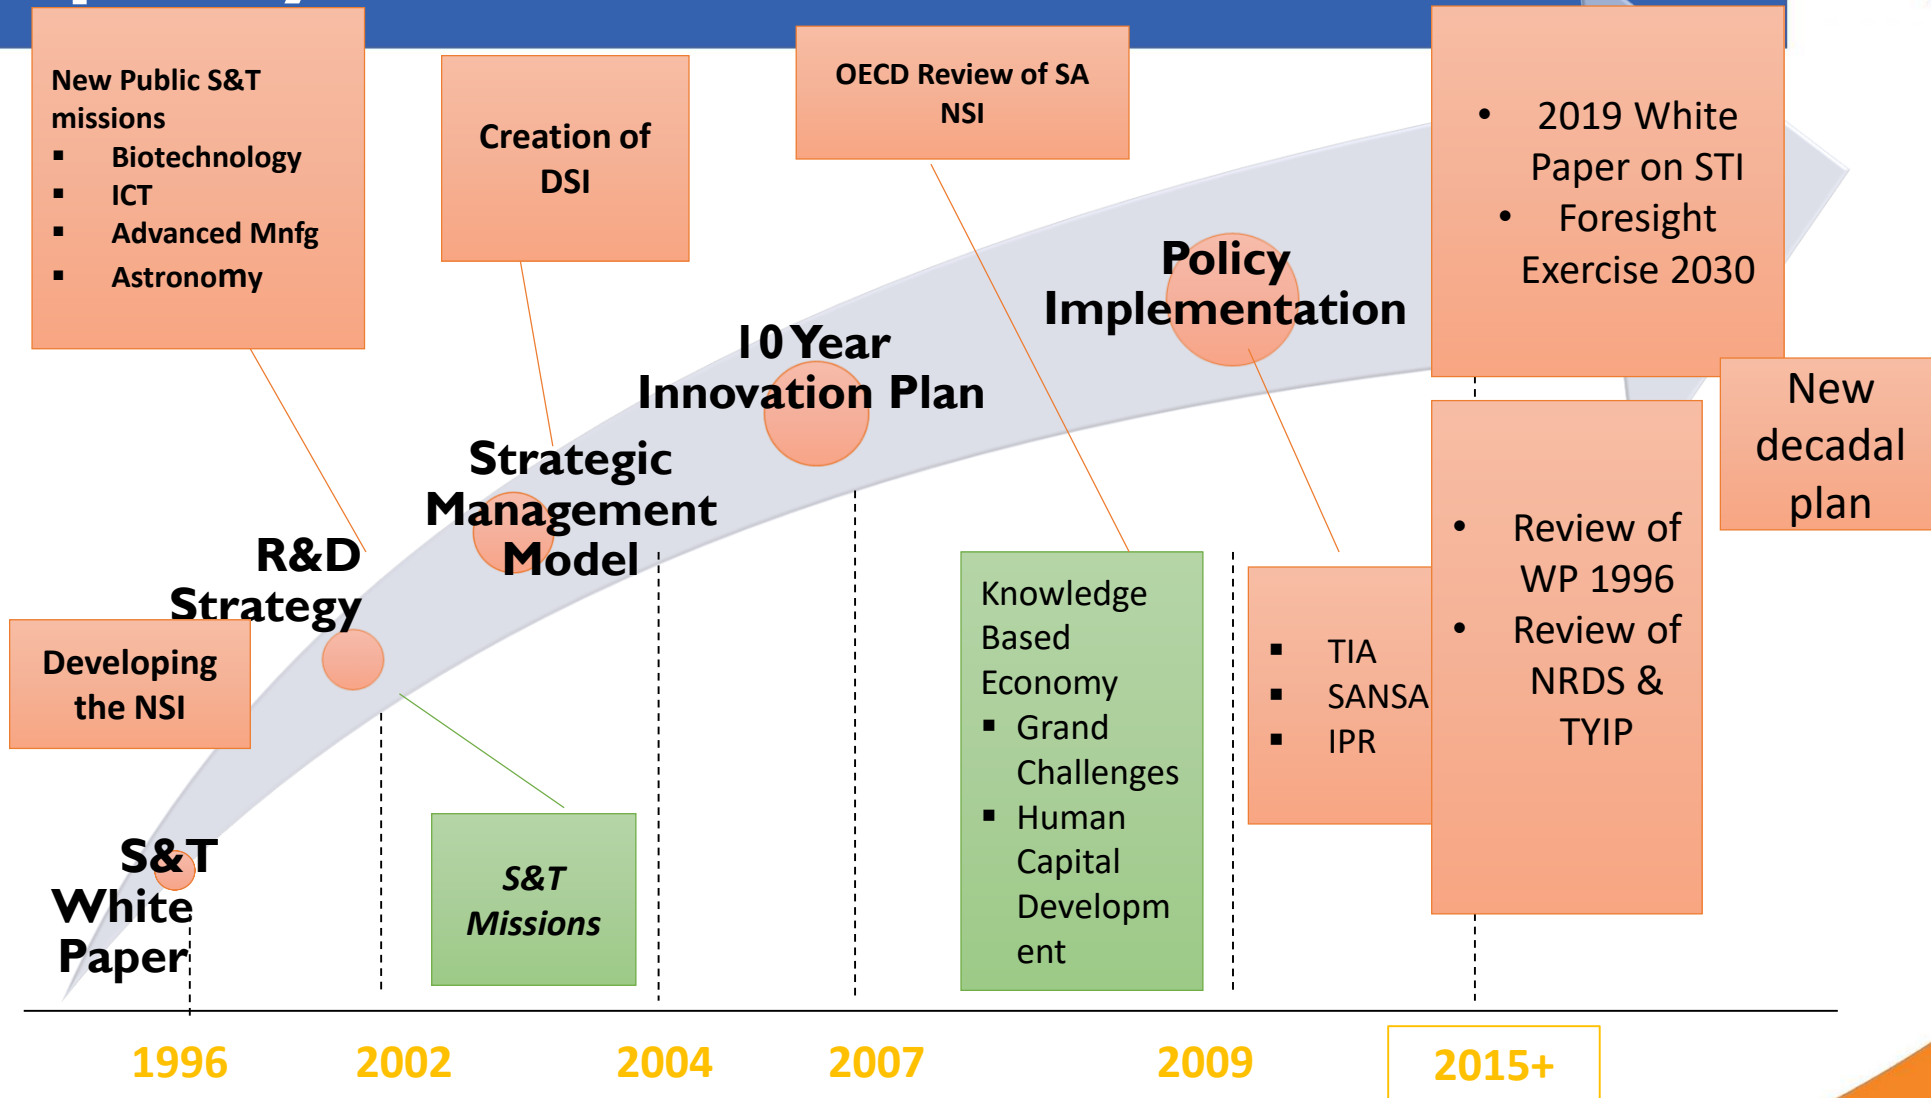 New Public S&T
missions
▪ Biotechnology
▪ ICT
▪ Advanced Mnfg
▪ Astronomy
Creation of
DSI
OECD Review of SA
NSI
• 2019 White
Paper on STI
• Foresight
Exercise 2030
Policy
Implementation
10 Year
Innovation Plan
Strategic
Management
Model
R&D
Strategy
Developing
the NSI
S&T
White
Paper
S&T
Missions
Knowledge
Based
Economy
▪ Grand
Challenges
▪ Human
Capital
Developm
ent
▪ TIA
▪ SANSA
▪ IPR
• Review of
WP 1996
• Review of
NRDS &
TYIP
New
decadal
plan
1996
2002
2004
2007
2009
2015+